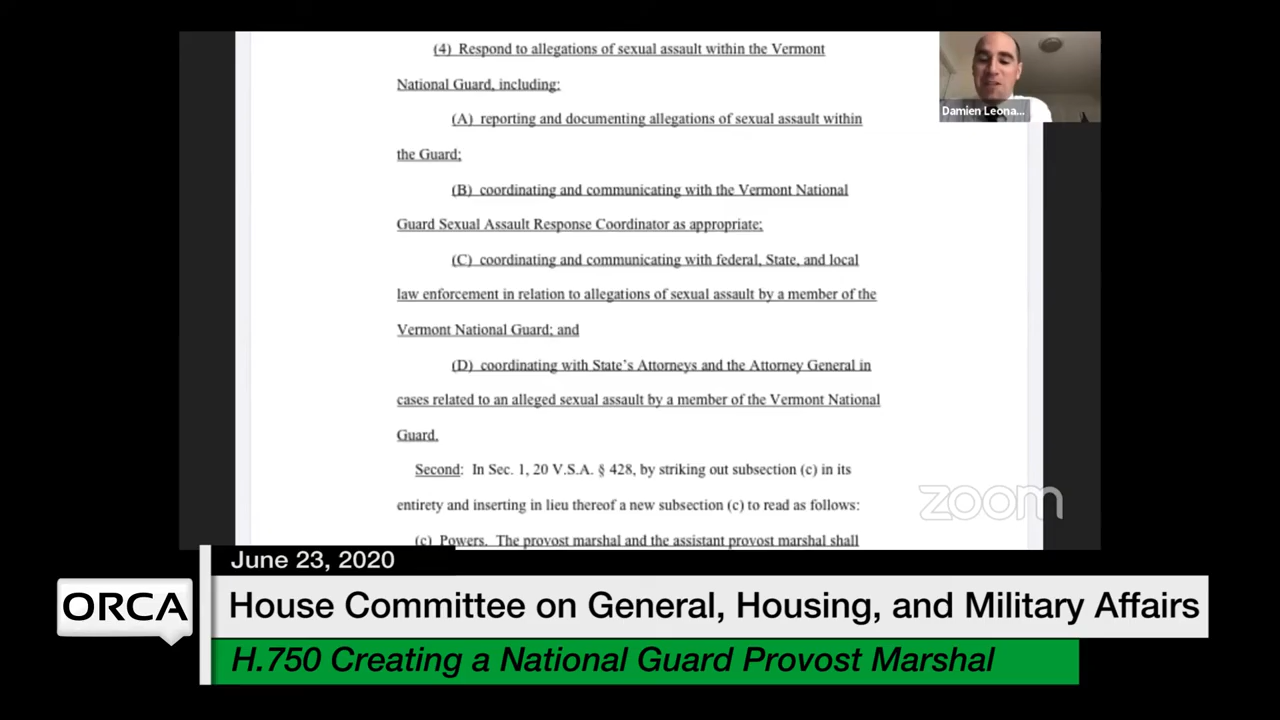 (4) Respond to allegations of sexual assault within the Vermont
National Guard, including:
(A) reporting and documenting allegations of sexual assault within
the Guard;
(B) coordinating and communicating with the Vermont National
Guard Sexual Assault Response Coordinator as appropriate;
(C) coordinating and communicating with federal, State, and local
law enforcement in relation to allegations of sexual assault by a member of the
Vermont National Guard; and
(D) coordinating with State's Attorneys and the Attorney General in
cases related to an alleged sexual assault by a member of the Vermont National
Guard.
Second: In Sec. 1, 20 V.S.A. § 428, by striking out subsection (c) in its
entirety and inserting in lieu thereof a new subsection (c) to read as follows:
(c) Powers. The provost marshal and the assistant provost marshal shall
Damien Leona...
zoom
June 23, 2020
ORCA
House Committee on General, Housing, and Military Affairs
H.750 Creating a National Guard Provost Marshal